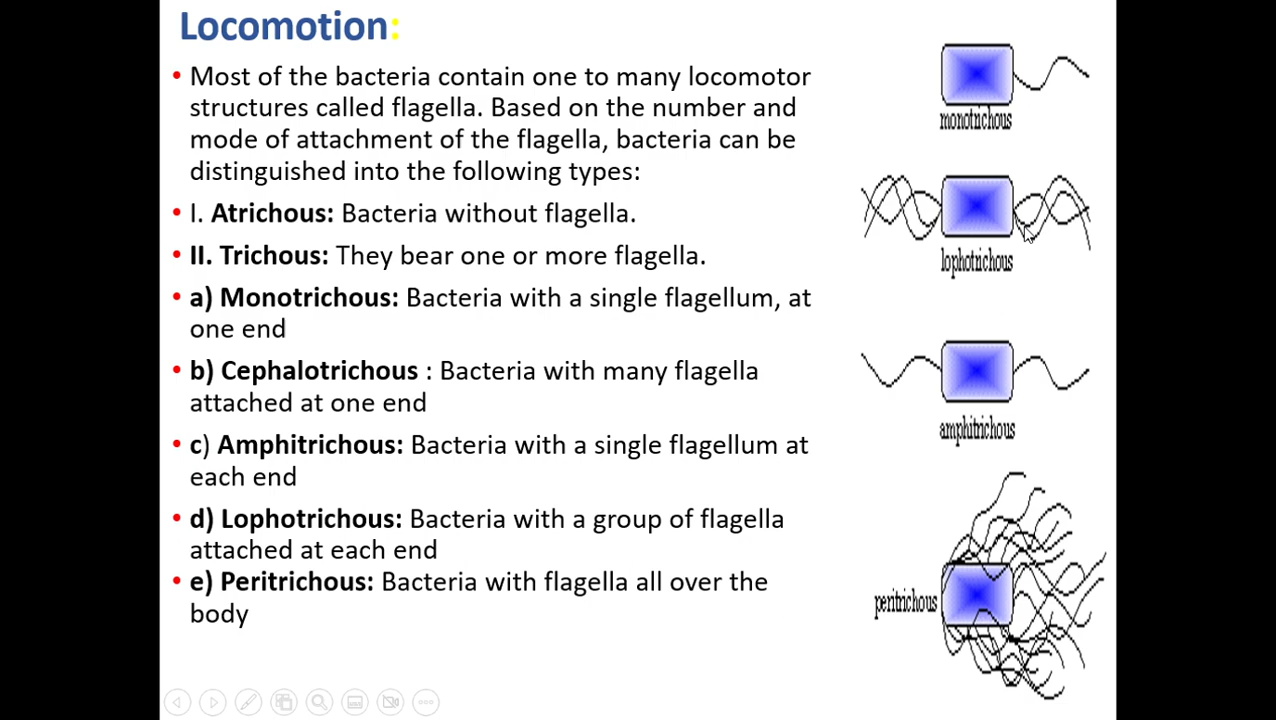 Locomotion:
• Most of the bacteria contain one to many locomotor
structures called flagella. Based on the number and
mode of attachment of the flagella, bacteria can be
distinguished into the following types:
• I. Atrichous: Bacteria without flagella.
• II. Trichous: They bear one or more flagella.
• a) Monotrichous: Bacteria with a single flagellum, at
one end
• b) Cephalotrichous : Bacteria with many flagella
attached at one end
• c) Amphitrichous: Bacteria with a single flagellum at
each end
• d) Lophotrichous: Bacteria with a group of flagella
attached at each end
• e) Peritrichous: Bacteria with flagella all over the
body
monotrichous
lophotrichous
amphitrichous
peritrichous